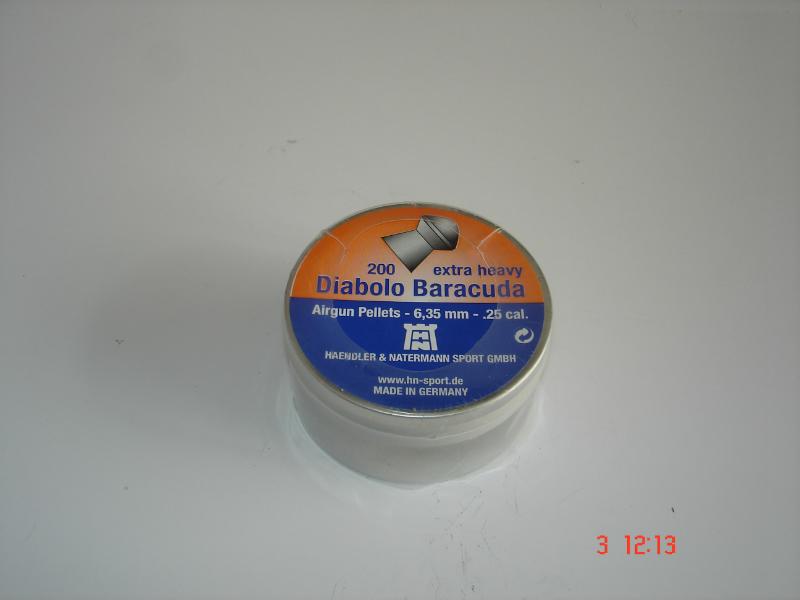 200 extra heavy
Diabolo Baracuda
Airgun Pellets - 6,35 mm - .25 cal.
HN
HAENDLER & NATERMANN SPORT GMBH
www.hn-sport.de
MADE IN GERMANY
3 12:13